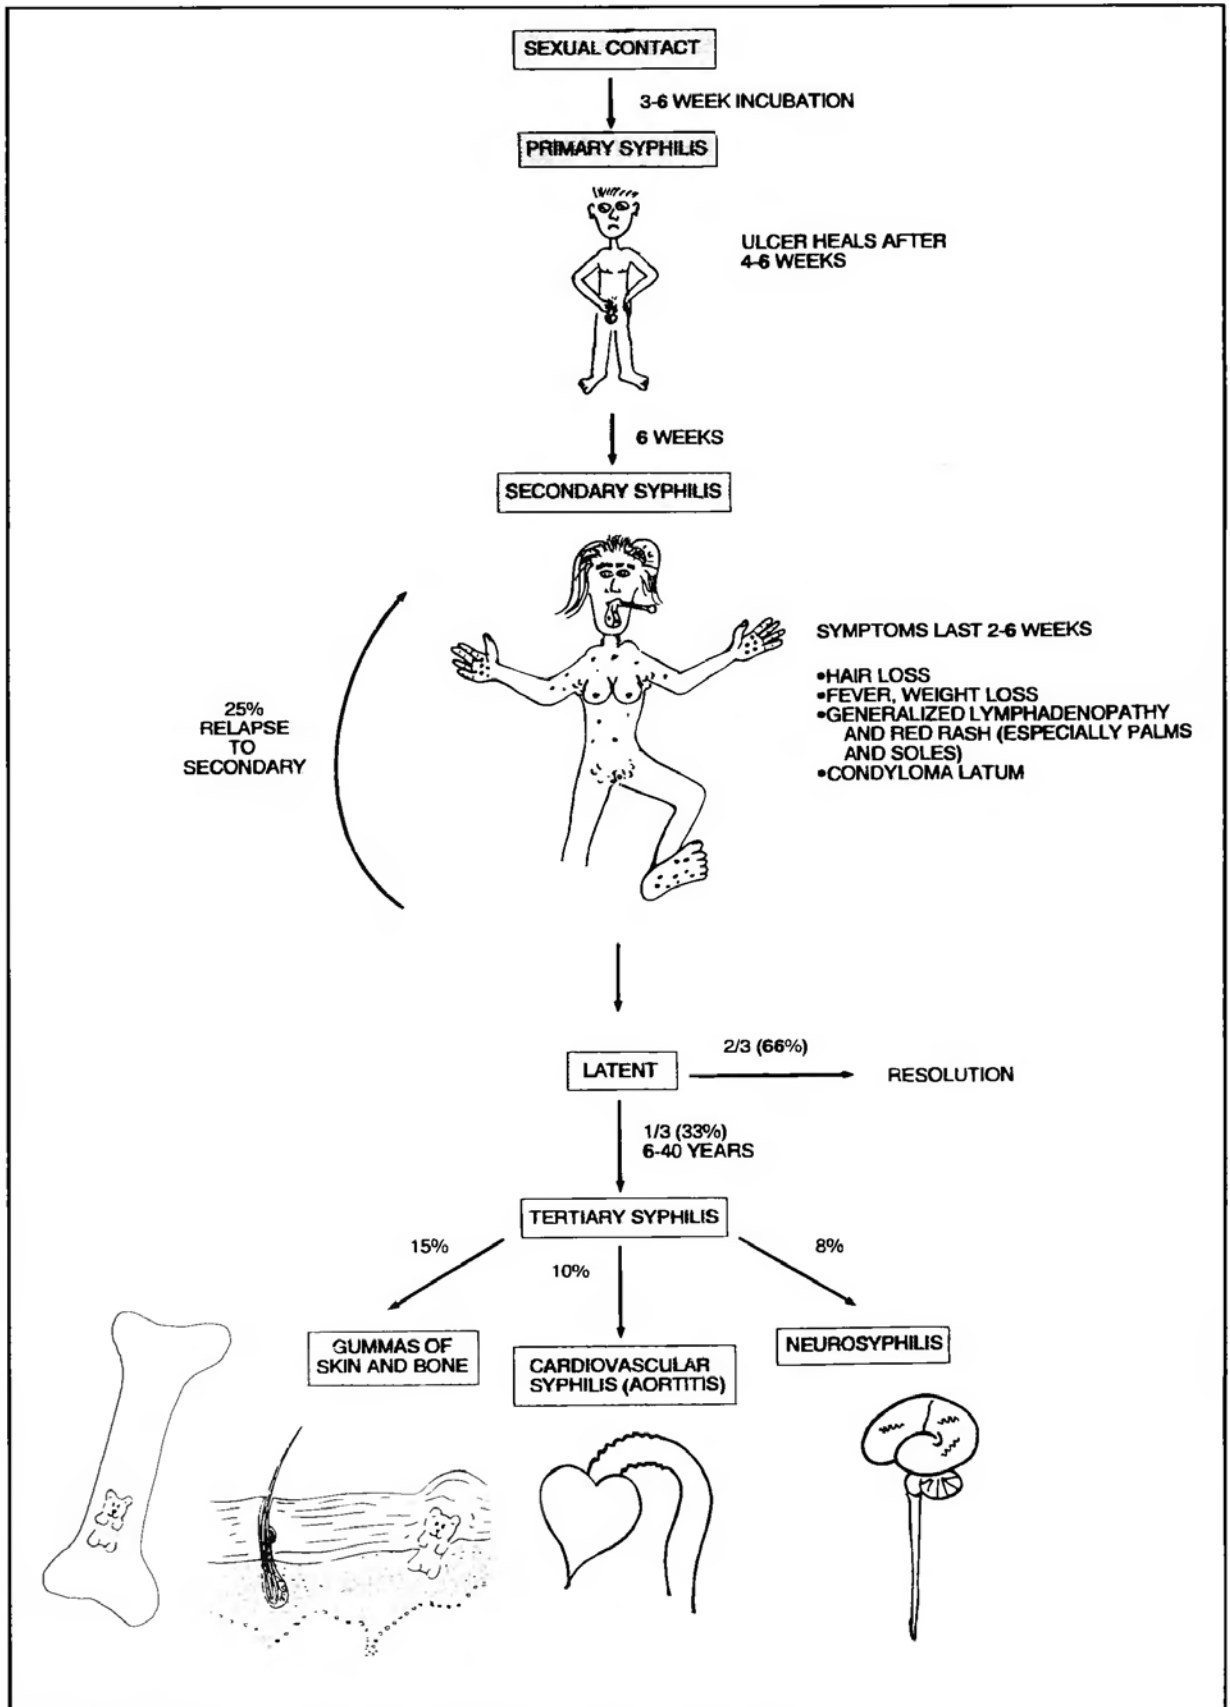 SEXUAL CONTACT
3-6 WEEK INCUBATION
PRIMARY SYPHILIS
ULCER HEALS AFTER
4-6 WEEKS
6 WEEKS
SECONDARY SYPHILIS
SYMPTOMS LAST 2-6 WEEKS
•HAIR LOSS
•FEVER, WEIGHT LOSS
•GENERALIZED LYMPHADENOPATHY
AND RED RASH (ESPECIALLY PALMS
AND SOLES)
•CONDYLOMA LATUM
25%
RELAPSE
TO
SECONDARY
LATENT
2/3 (66%)
RESOLUTION
1/3 (33%)
6-40 YEARS
TERTIARY SYPHILIS
15%
10%
8%
GUMMAS OF
SKIN AND BONE
CARDIOVASCULAR
SYPHILIS (AORTITIS)
NEUROSYPHILIS